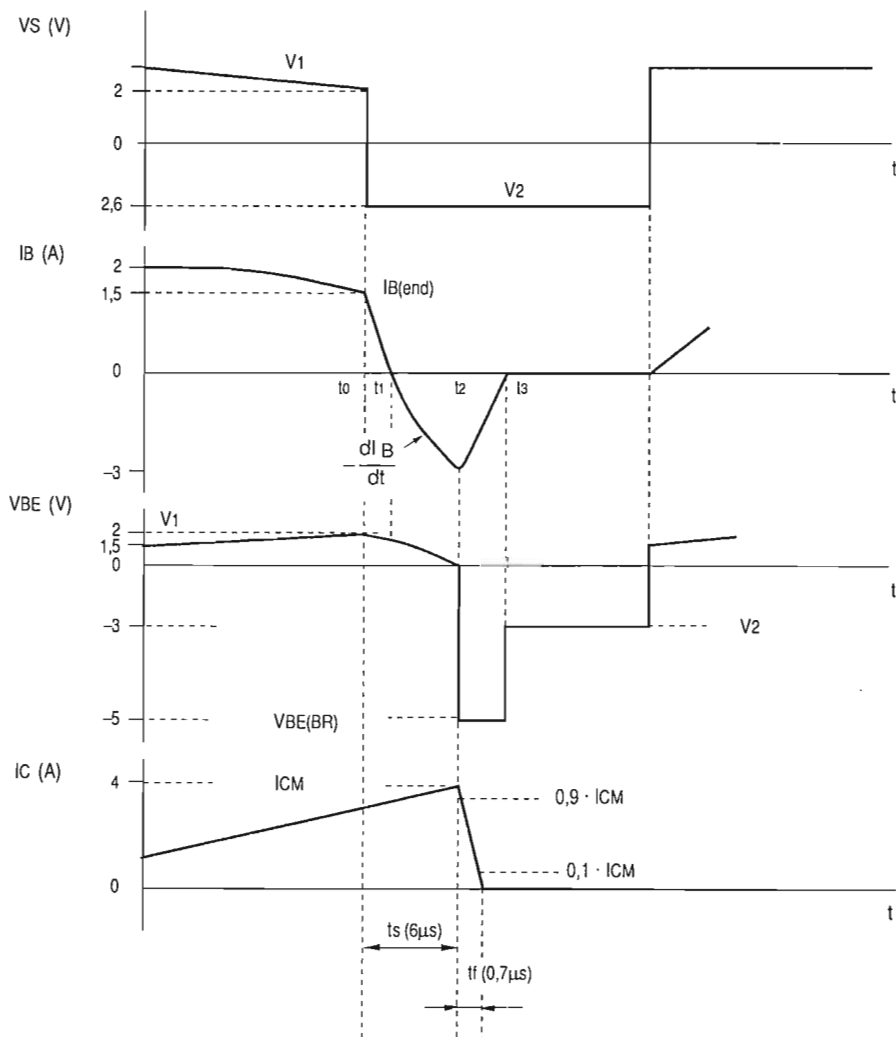 VS (V)
V1
2
0
t
V2
2,6
IB (A)
2
IB(end)
1,5
0
t0 t1 t2 t3
t
dIB
-
dt
-3
VBE (V)
V1
2
1,5
0
t
-3
V2
VBE(BR)
-5
IC (A)
4
ICM
0,9 · ICM
0,1 · ICM
0
t
ts (6µs)
tf (0,7µs)